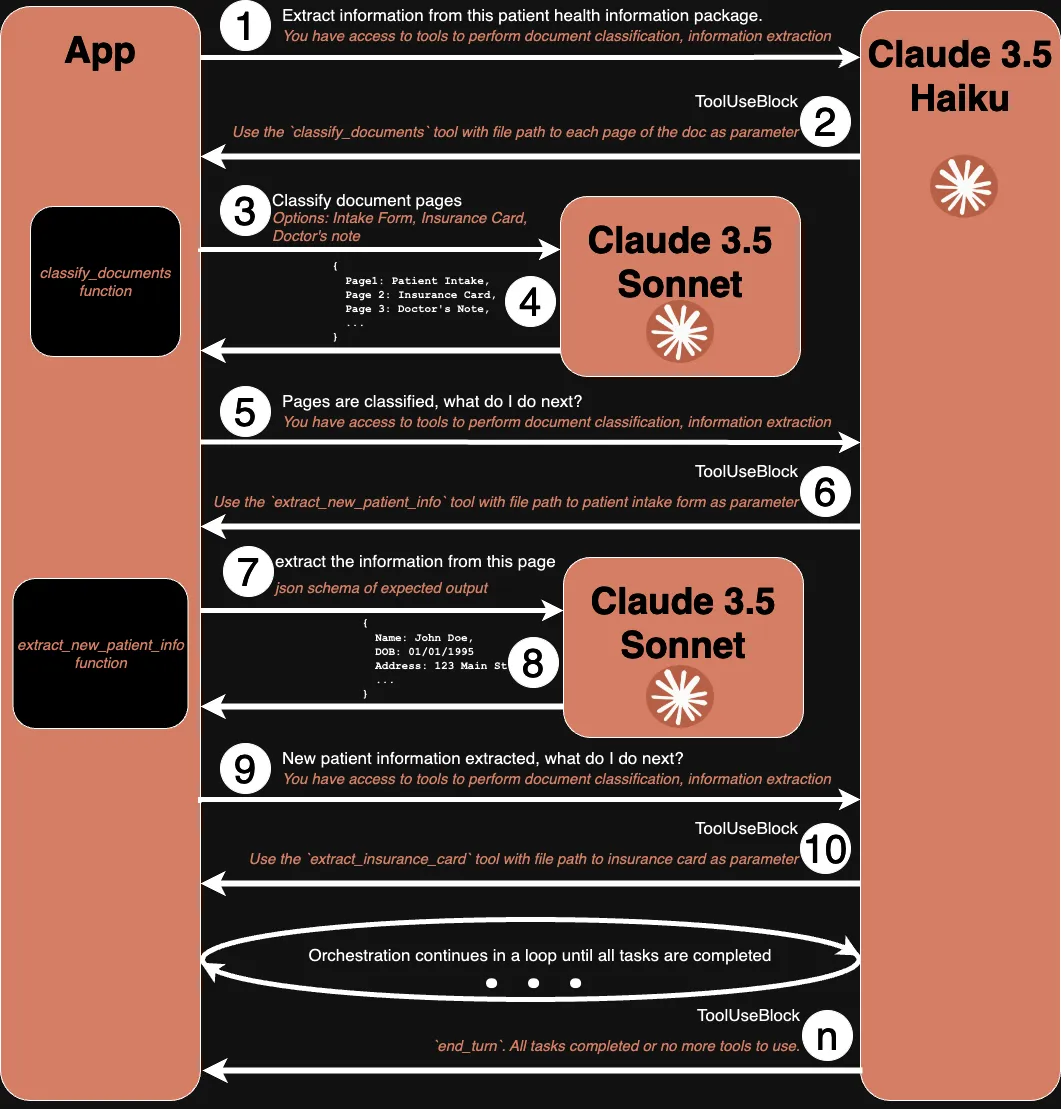 App
Claude 3.5
Haiku
1
Extract information from this patient health information package.
You have access to tools to perform document classification, information extraction
ToolUseBlock
2
Use the `classify_documents` tool with file path to each page of the doc as parameter
3
Classify document pages
Options: Intake Form, Insurance Card,
Doctor's note
classify_documents
function
Claude 3.5
Sonnet
{
Page1: Patient Intake,
Page 2: Insurance Card,
Page 3: Doctor's Note,
...
}
4
5
Pages are classified, what do I do next?
You have access to tools to perform document classification, information extraction
ToolUseBlock
6
Use the `extract_new_patient_info` tool with file path to patient intake form as parameter
7
extract the information from this page
json schema of expected output
extract_new_patient_info
function
Claude 3.5
Sonnet
{
Name: John Doe,
DOB: 01/01/1995
Address: 123 Main St
...
}
8
9
New patient information extracted, what do I do next?
You have access to tools to perform document classification, information extraction
ToolUseBlock
10
Use the `extract_insurance_card` tool with file path to insurance card as parameter
Orchestration continues in a loop until all tasks are completed
ToolUseBlock
n
`end_turn`. All tasks completed or no more tools to use.